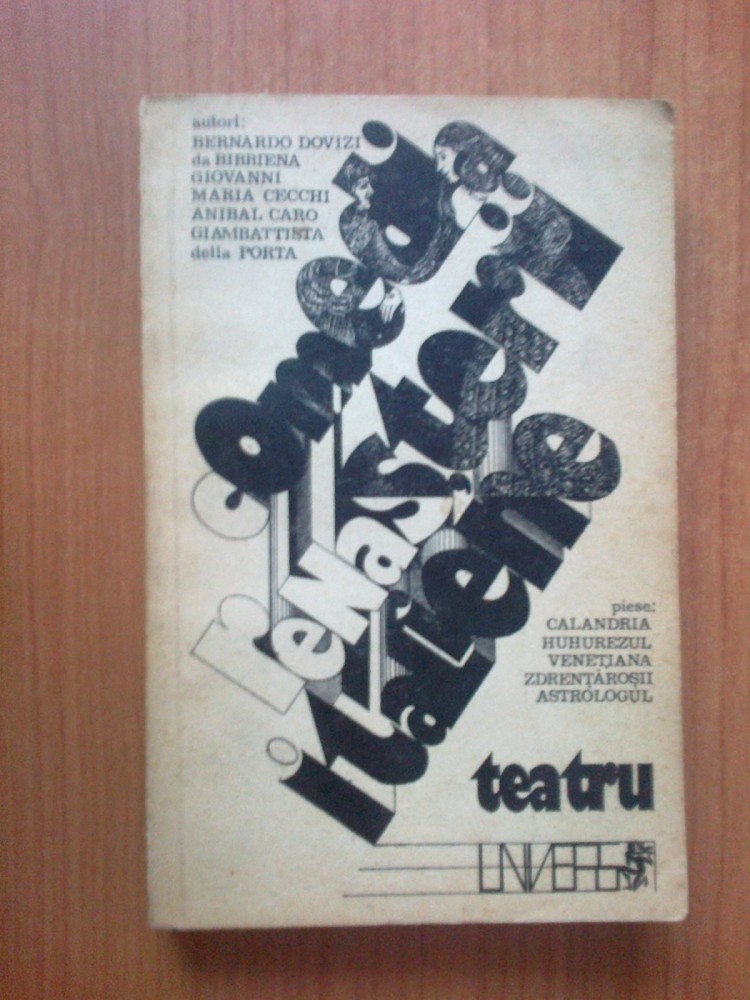 autori:
BERNARDO DOVIZI
da BIBBIENA
GIOVANNI
MARIA CECCHI
ANIBAL CARO
GIAMBATTISTA
della PORTA
comedii
renașterii
italiene
piese:
CALANDRIA
HUHUREZUL
VENEȚIANA
ZDRENȚĂROȘII
ASTROLOGUL
teatru
UNIVERS